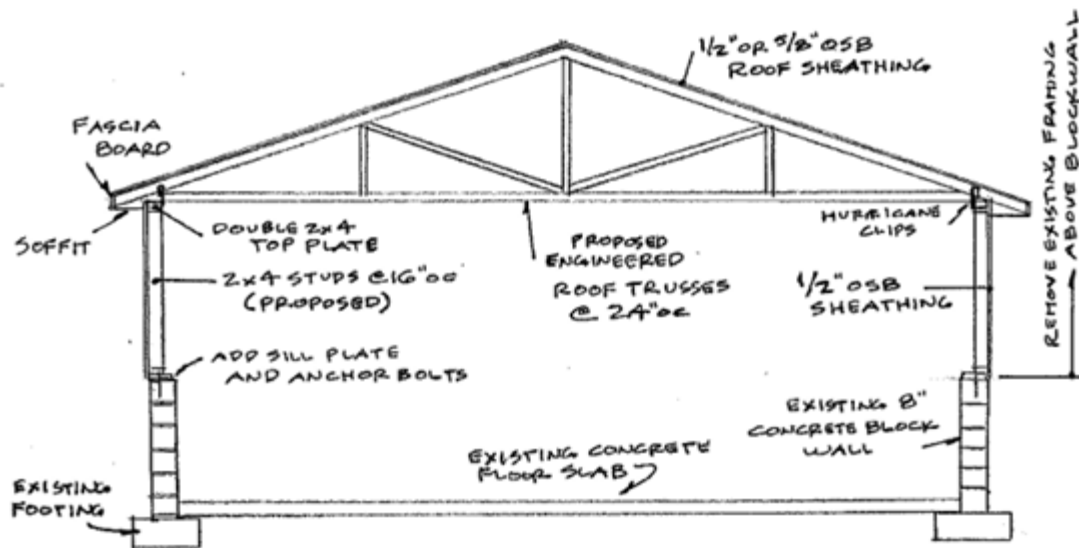 1/2" OR 5/8" OSB
ROOF SHEATHING
REMOVE EXISTING FRAMING
ABOVE BLOCKWALL
FASCIA
BOARD
SOFFIT
DOUBLE 2x4
TOP PLATE
HURRICANE
CLIPS
PROPOSED
ENGINEERED
ROOF TRUSSES
@ 24"oc
2x4 STUDS @16"oc
(PROPOSED)
1/2" OSB
SHEATHING
ADD SILL PLATE
AND ANCHOR BOLTS
EXISTING 8"
CONCRETE BLOCK
WALL
EXISTING CONCRETE
FLOOR SLAB
EXISTING
FOOTING